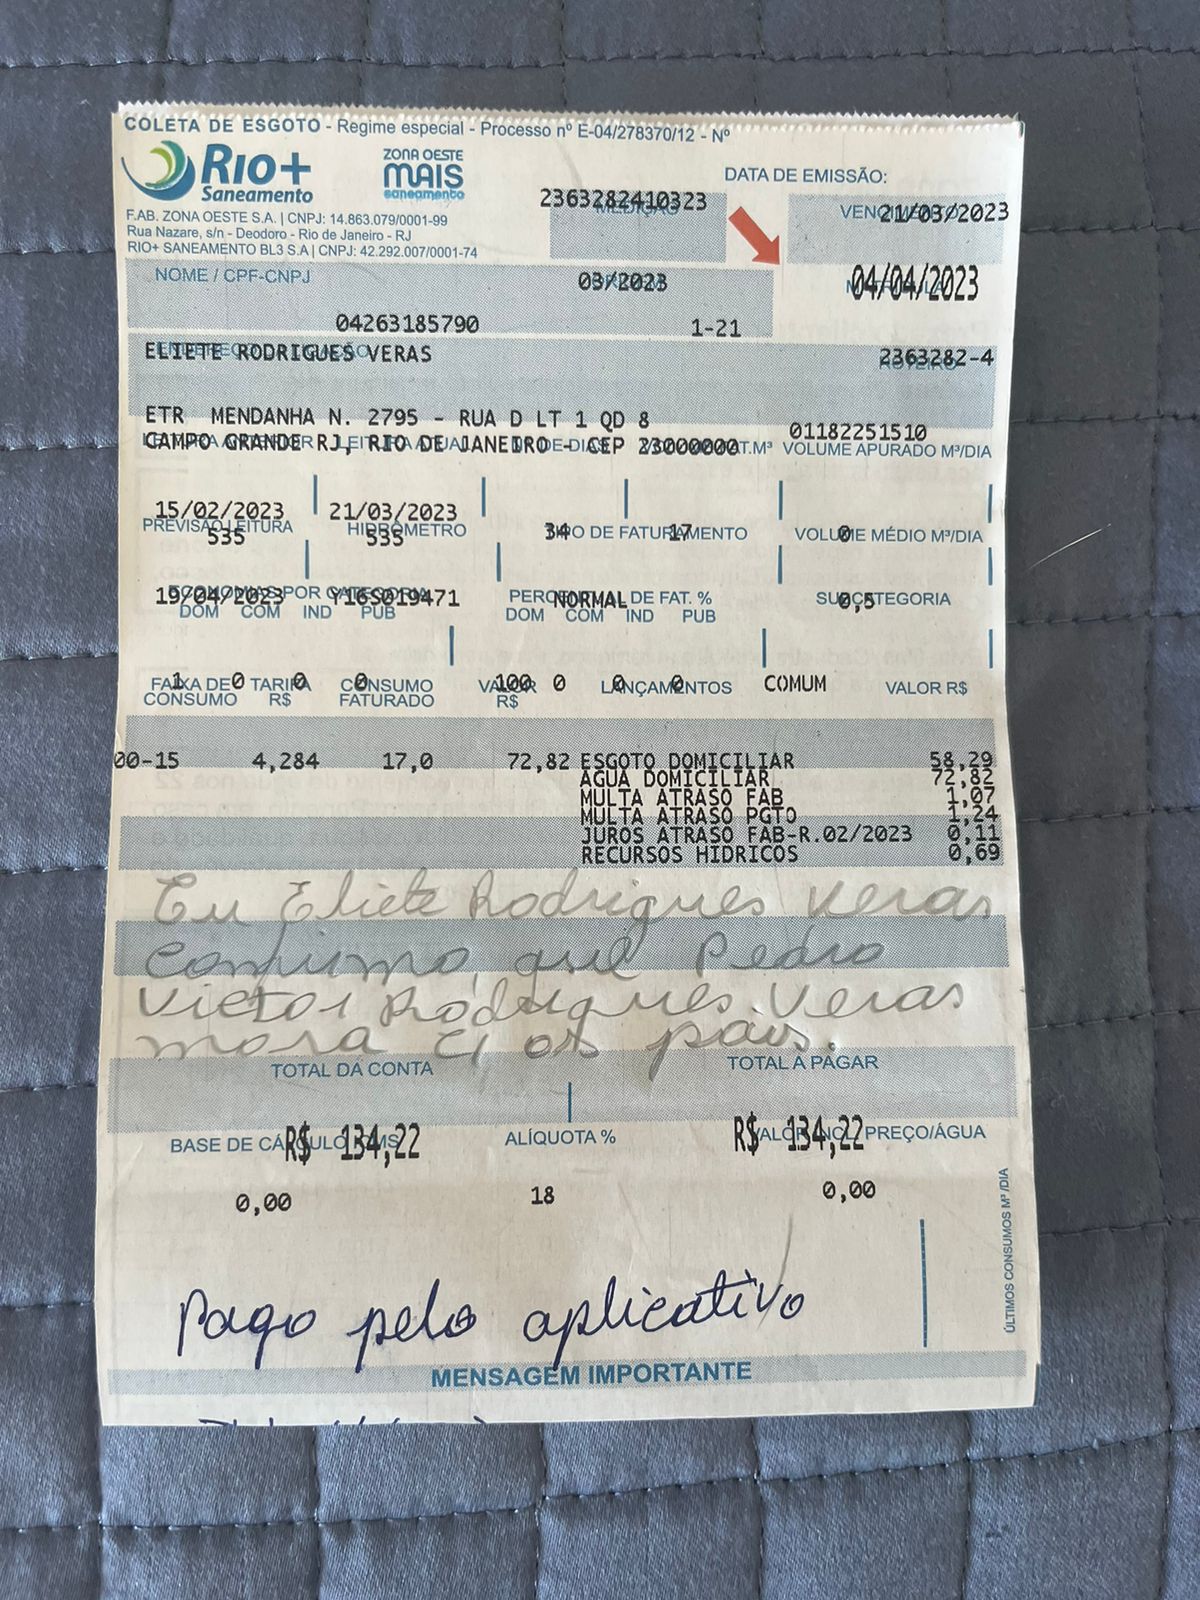 COLETA DE ESGOTO - Regime especial - Processo nº E-04/278370/12 - Nº
Rio+ Saneamento
ZONA OESTE MAIS saneamento
DATA DE EMISSÃO:
2363282410323
MEDIÇÃO
VENCIMENTO
21/03/2023
F.AB. ZONA OESTE S.A. | CNPJ: 14.863.079/0001-99
Rua Nazare, s/n - Deodoro - Rio de Janeiro - RJ
RIO+ SANEAMENTO BL3 S.A | CNPJ: 42.292.007/0001-74
NOME / CPF-CNPJ
03/2023
04/04/2023
MATRÍCULA
04263185790
1-21
ELIETE RODRIGUES VERAS
2363282-4
ROTEIRO
ETR MENDANHA N. 2795 - RUA D LT 1 QD 8
01182251510
CAMPO GRANDE RJ, RIO DE JANEIRO - CEP 23000000
VOLUME APURADO M³/DIA
15/02/2023 21/03/2023
PREVISÃO LEITURA HIDRÔMETRO TIPO DE FATURAMENTO VOLUME MÉDIO M³/DIA
535 535 34 17 0
19/04/2023 Y16S019471 NORMAL 0,5
ECONOMIAS POR CATEGORIA PERCENTUAL DE FAT. % SUBCATEGORIA
DOM COM IND PUB DOM COM IND PUB
1 0 0 0 100 0 0 0 COMUM
FAIXA DE CONSUMO TARIFA R$ CONSUMO FATURADO VALOR R$ LANÇAMENTOS VALOR R$
00-15 4,284 17,0 72,82 ESGOTO DOMICILIAR 58,29
AGUA DOMICILIAR 72,82
MULTA ATRASO FAB 1,07
MULTA ATRASO PGTO 1,24
JUROS ATRASO FAB-R.02/2023 0,11
RECURSOS HIDRICOS 0,69
Eu Eliete Rodrigues Veras
Confirmo, que Pedro
Victor Rodrigues Veras
mora c/ os pais.
TOTAL DA CONTA TOTAL A PAGAR
R$ 134,22 R$ 134,22
BASE DE CÁLCULO ICMS ALÍQUOTA % VALOR INCL. PREÇO/ÁGUA
0,00 18 0,00
ÚLTIMOS CONSUMOS M³ /DIA
Pago pelo aplicativo
MENSAGEM IMPORTANTE